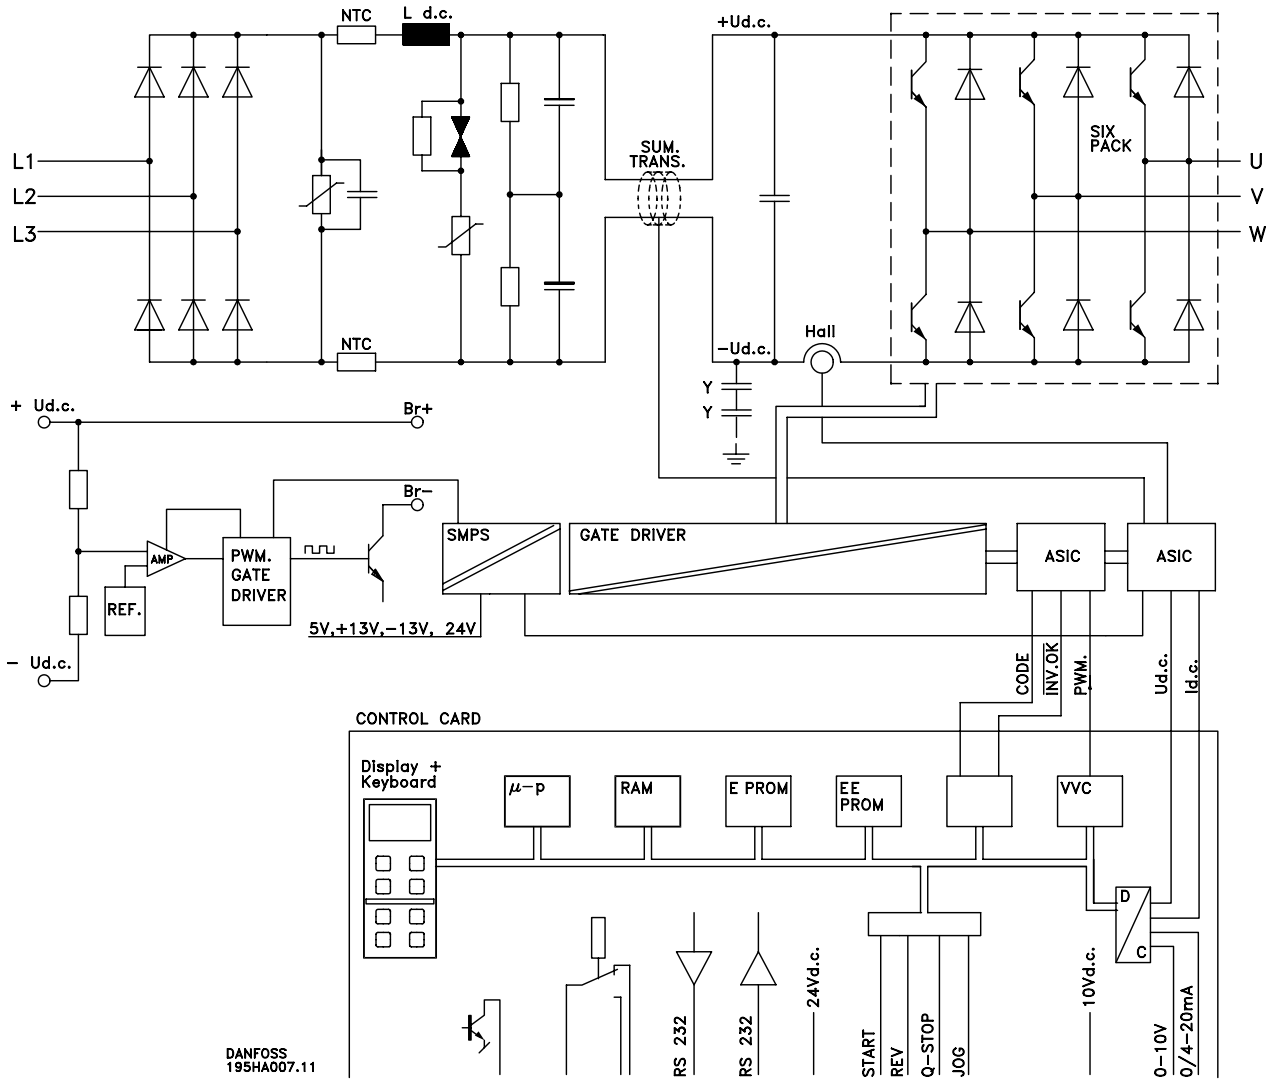 NTC
L d.c.
+Ud.c.
L1
L2
L3
SUM.
TRANS.
SIX
PACK
U
V
W
NTC
-Ud.c.
Hall
Y
Y
+ Ud.c.
Br+
Br-
AMP
REF.
PWM.
GATE
DRIVER
SMPS
GATE DRIVER
ASIC
ASIC
5V,+13V,-13V, 24V
- Ud.c.
CODE
INV.OK
PWM.
Ud.c.
Id.c.
CONTROL CARD
Display +
Keyboard
μ-p
RAM
E PROM
EE
PROM
VVC
D
C
RS 232
RS 232
24Vd.c.
START
REV
Q-STOP
JOG
10Vd.c.
0-10V
0/4-20mA
DANFOSS
195HA007.11